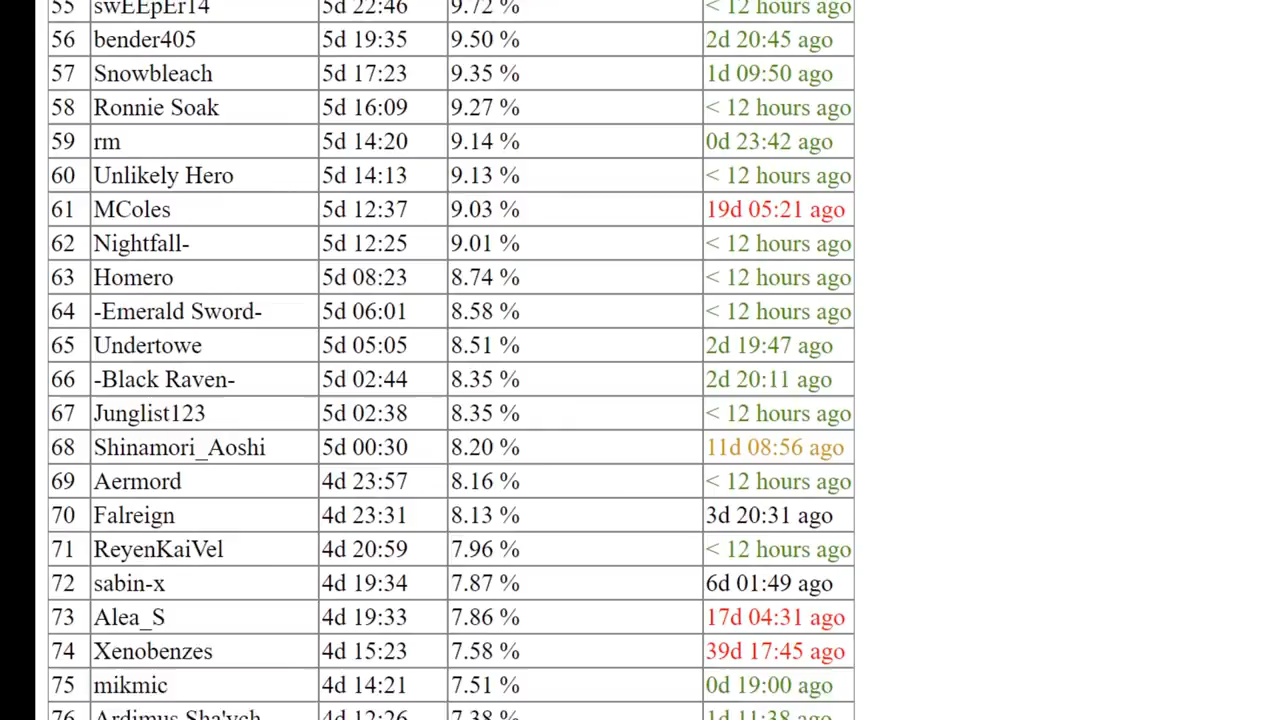 55 swEEpEr14 5d 22:46 9.72 % < 12 hours ago
56 bender405 5d 19:35 9.50 % 2d 20:45 ago
57 Snowbleach 5d 17:23 9.35 % 1d 09:50 ago
58 Ronnie Soak 5d 16:09 9.27 % < 12 hours ago
59 rm 5d 14:20 9.14 % 0d 23:42 ago
60 Unlikely Hero 5d 14:13 9.13 % < 12 hours ago
61 MColes 5d 12:37 9.03 % 19d 05:21 ago
62 Nightfall- 5d 12:25 9.01 % < 12 hours ago
63 Homero 5d 08:23 8.74 % < 12 hours ago
64 -Emerald Sword- 5d 06:01 8.58 % < 12 hours ago
65 Undertowe 5d 05:05 8.51 % 2d 19:47 ago
66 -Black Raven- 5d 02:44 8.35 % 2d 20:11 ago
67 Junglist123 5d 02:38 8.35 % < 12 hours ago
68 Shinamori_Aoshi 5d 00:30 8.20 % 11d 08:56 ago
69 Aermord 4d 23:57 8.16 % < 12 hours ago
70 Falreign 4d 23:31 8.13 % 3d 20:31 ago
71 ReyenKaiVel 4d 20:59 7.96 % < 12 hours ago
72 sabin-x 4d 19:34 7.87 % 6d 01:49 ago
73 Alea_S 4d 19:33 7.86 % 17d 04:31 ago
74 Xenobenzes 4d 15:23 7.58 % 39d 17:45 ago
75 mikmic 4d 14:21 7.51 % 0d 19:00 ago
76 Ardimus Sha'ych 4d 12:26 7.38 % 1d 11:38 ago